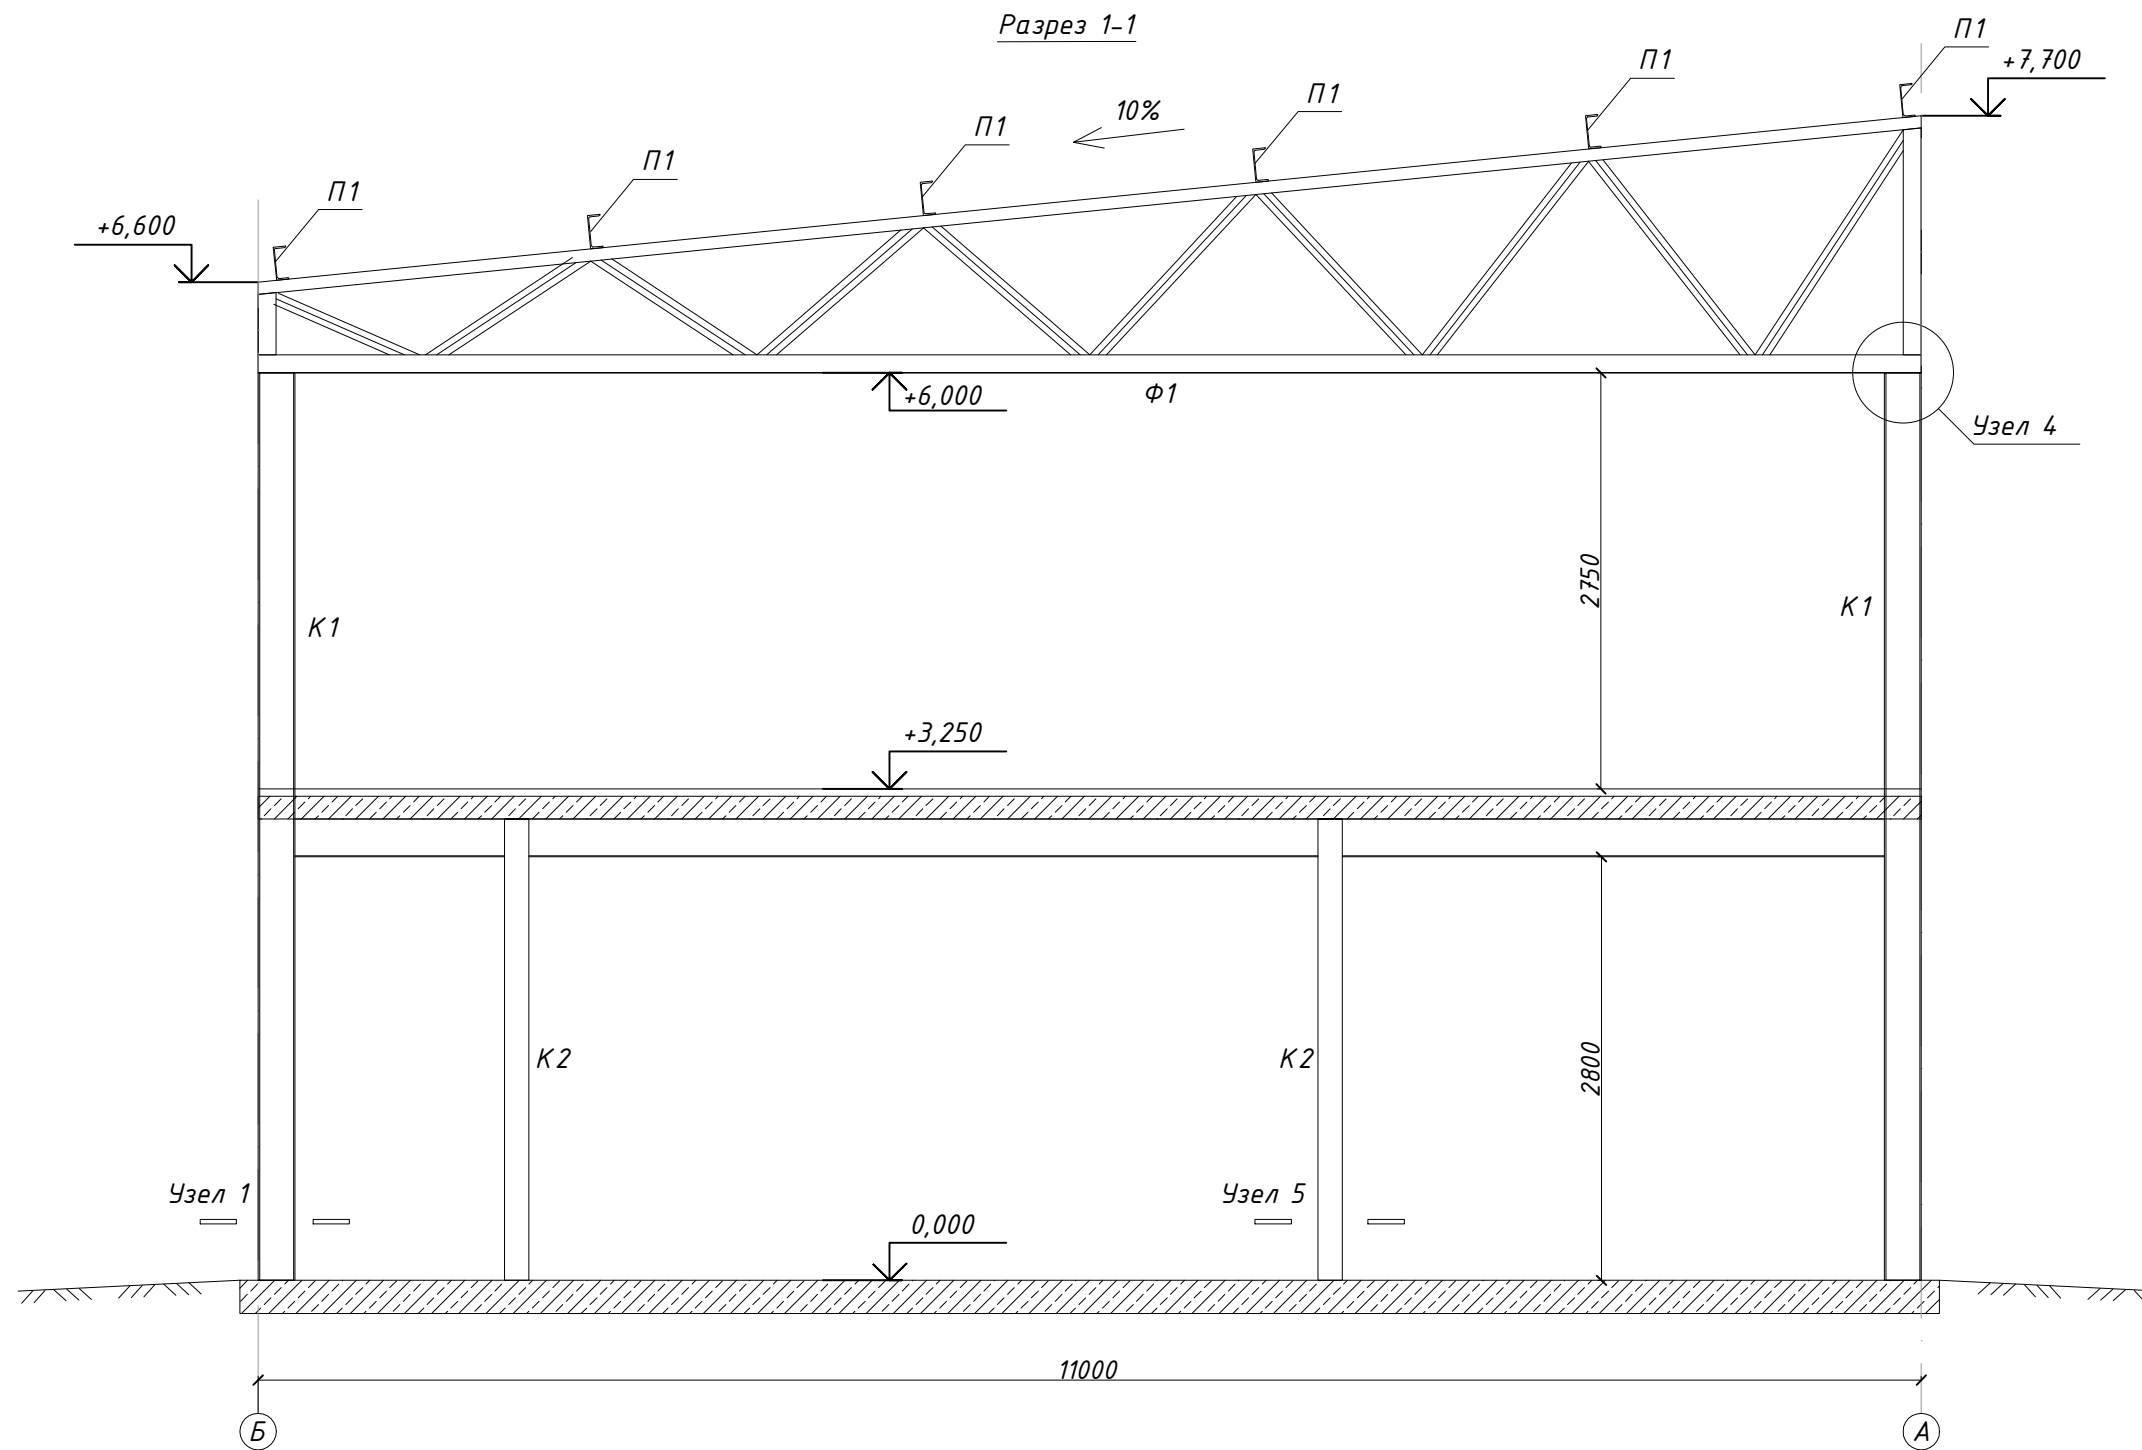 Разрез 1-1
П1
+7,700
П1
П1
10%
П1
П1
П1
+6,600
+6,000
Ф1
Узел 4
2750
К1
К1
+3,250
К2
К2
2800
Узел 1
Узел 5
0,000
11000
Б
А